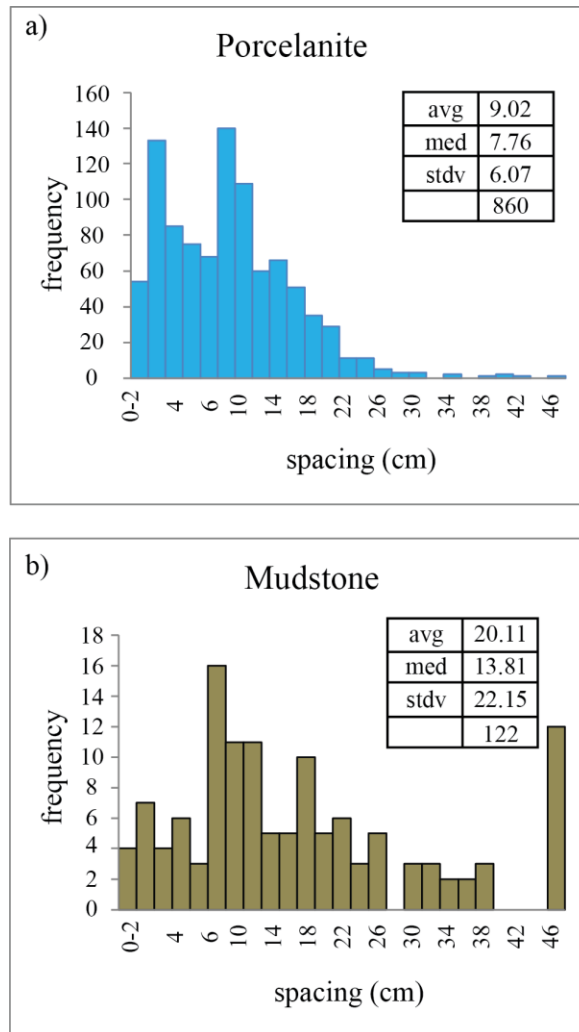 a)
Porcelanite
160
140
120
100
80
60
40
20
0
frequency
avg 9.02
med 7.76
stdv 6.07
860
0-2 4 6 10 14 18 22 26 30 34 38 42 46
spacing (cm)
b)
Mudstone
18
16
14
12
10
8
6
4
2
0
frequency
avg 20.11
med 13.81
stdv 22.15
122
0-2 4 6 10 14 18 22 26 30 34 38 42 46
spacing (cm)